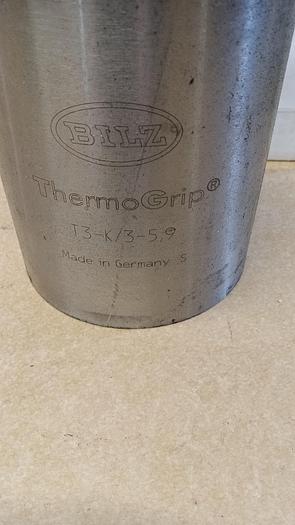 BILZ
ThermoGrip®
T3-K/3-5,9
Made in Germany S